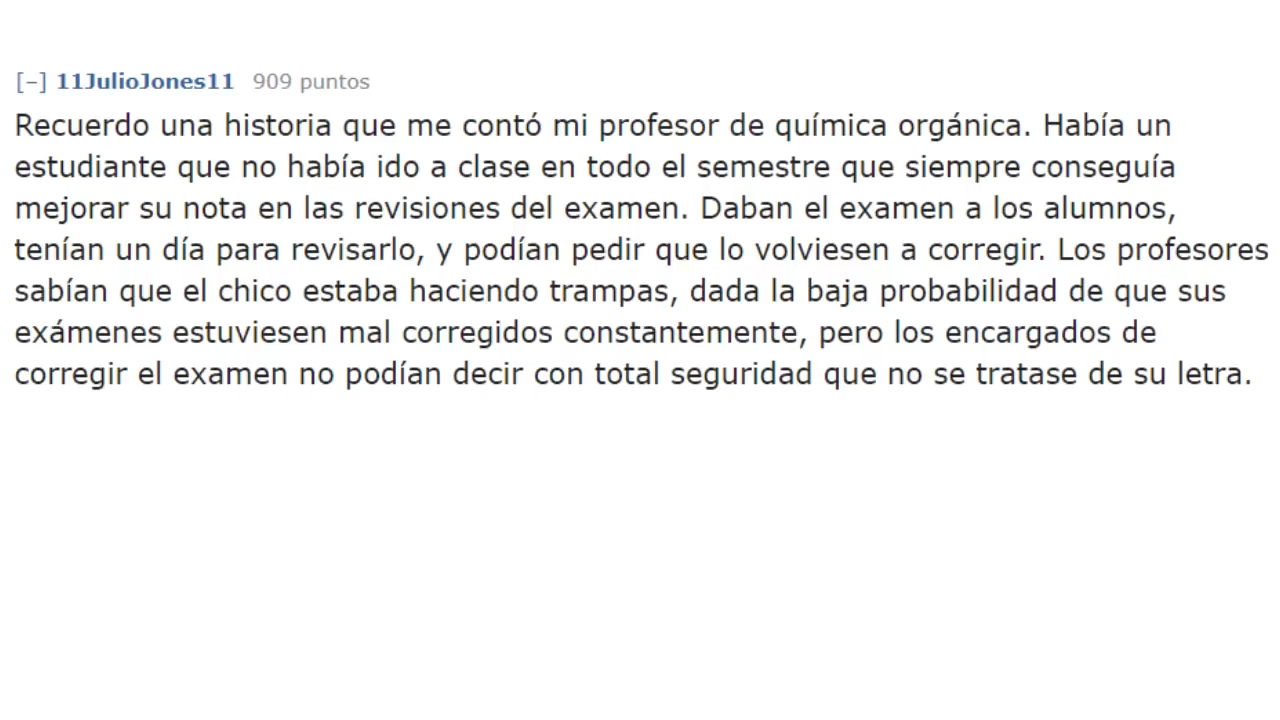 [–] 11JulioJones11 909 puntos
Recuerdo una historia que me contó mi profesor de química orgánica. Había un
estudiante que no había ido a clase en todo el semestre que siempre conseguía
mejorar su nota en las revisiones del examen. Daban el examen a los alumnos,
tenían un día para revisarlo, y podían pedir que lo volviesen a corregir. Los profesores
sabían que el chico estaba haciendo trampas, dada la baja probabilidad de que sus
exámenes estuviesen mal corregidos constantemente, pero los encargados de
corregir el examen no podían decir con total seguridad que no se tratase de su letra.